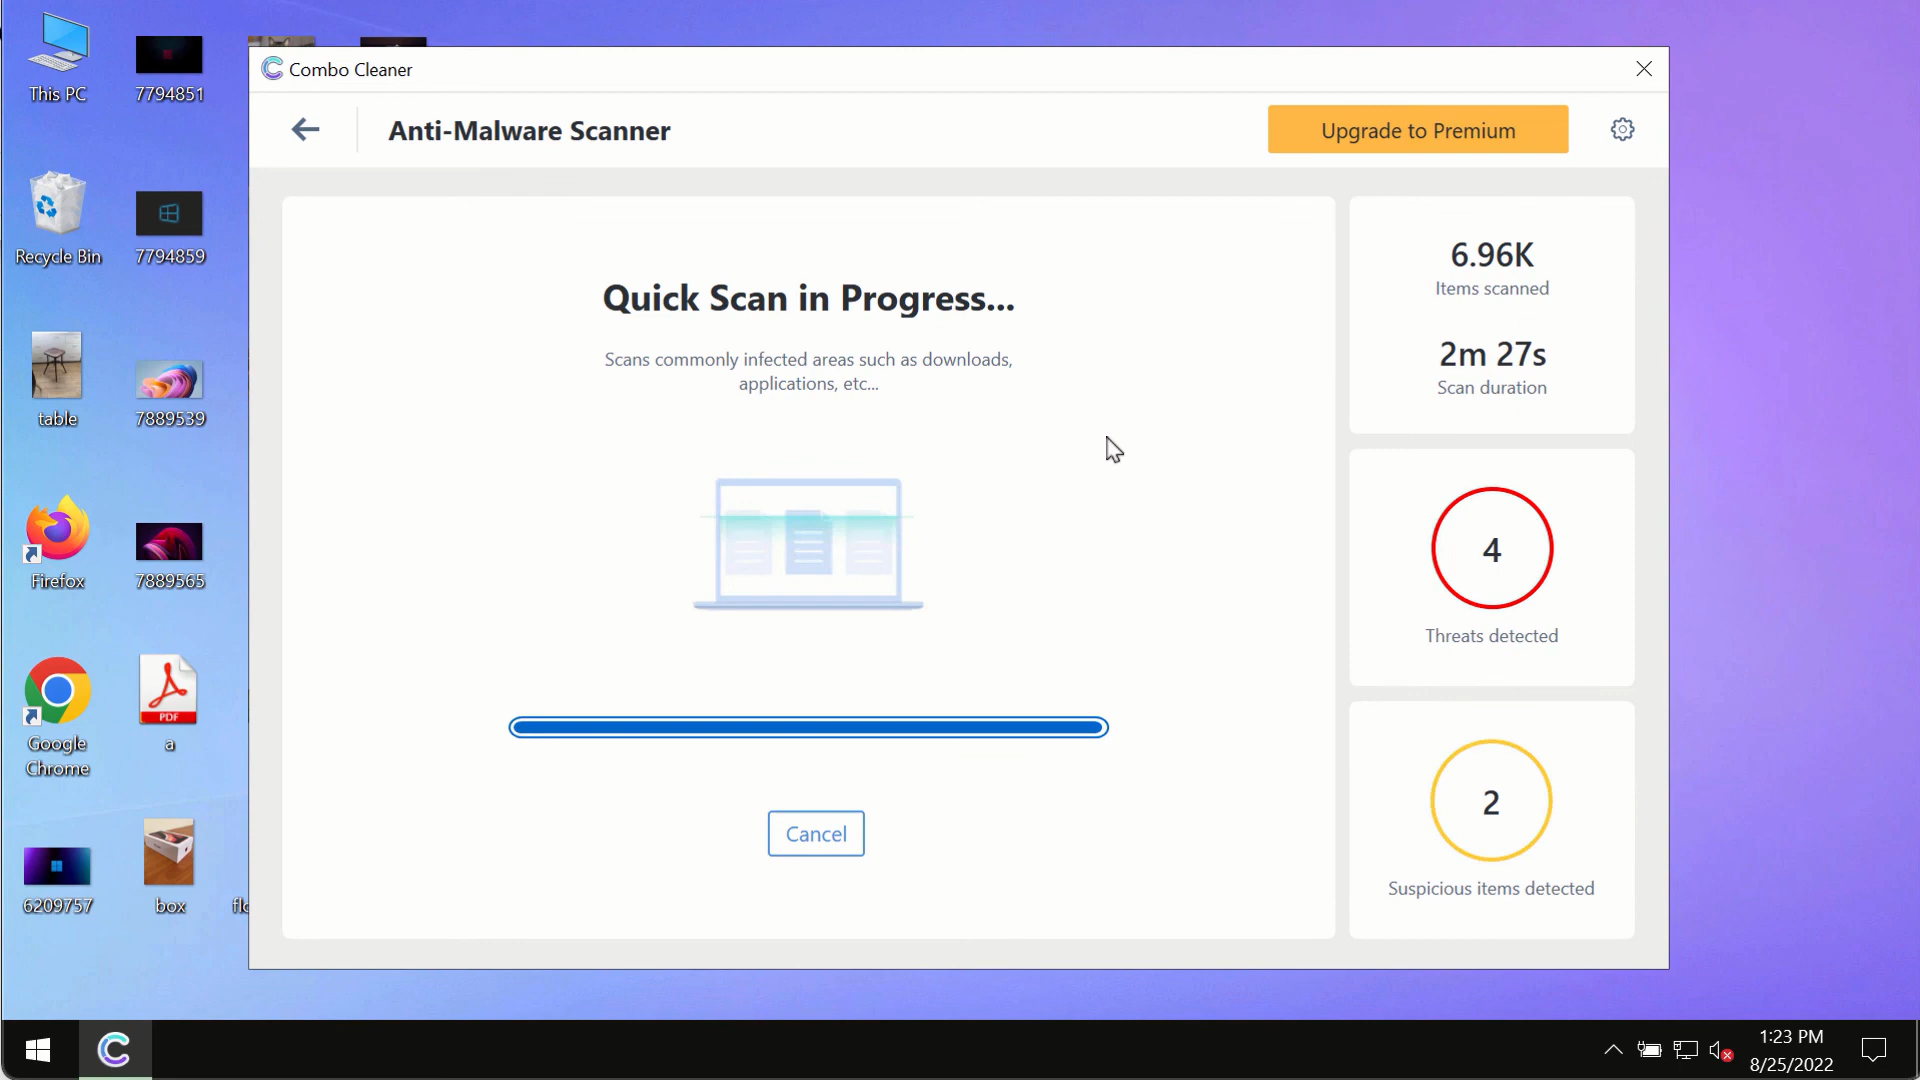 This PC
7794851
Recycle Bin
7794859
table
7889539
Firefox
7889565
Google
Chrome
PDF
a
6209757
box
Combo Cleaner
Anti-Malware Scanner
Upgrade to Premium
Quick Scan in Progress...
Scans commonly infected areas such as downloads,
applications, etc...
Cancel
6.96K
Items scanned
2m 27s
Scan duration
4
Threats detected
2
Suspicious items detected
1:23 PM
8/25/2022